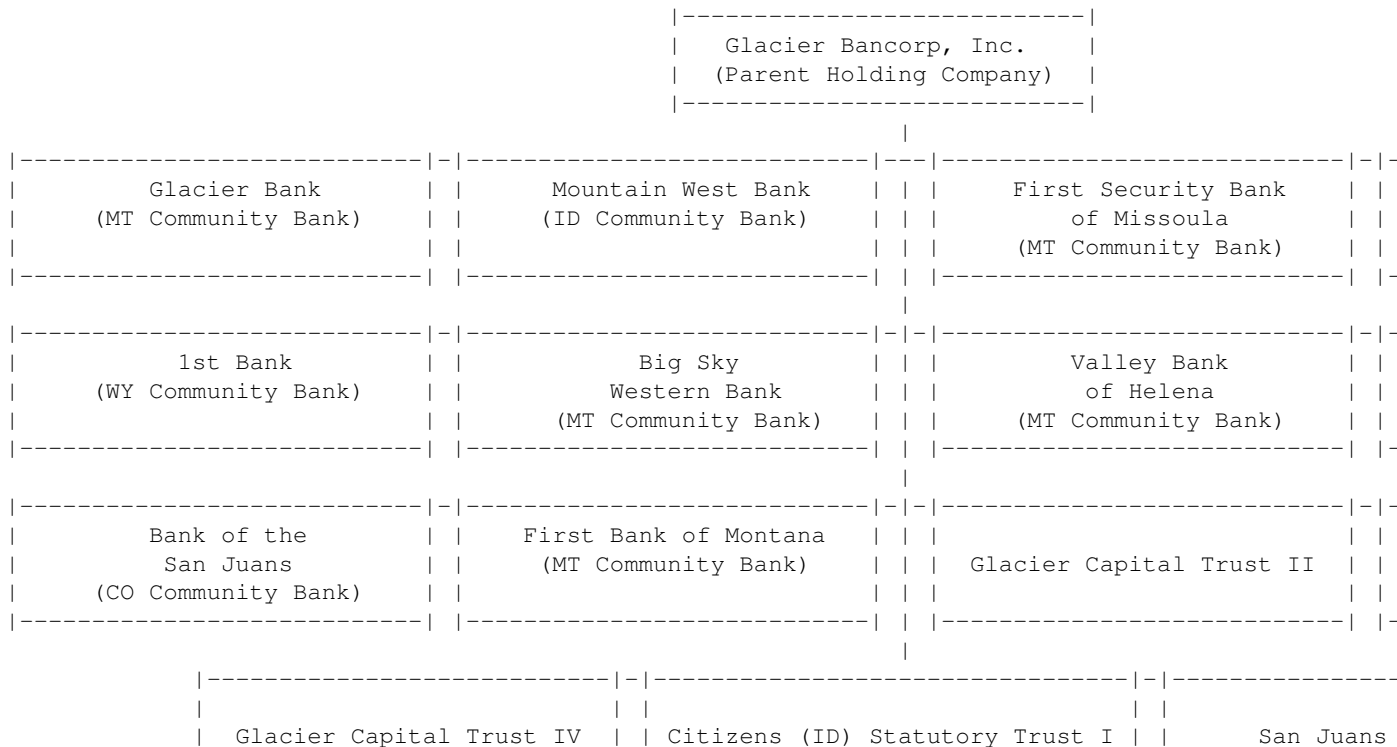 Glacier Bancorp, Inc.
(Parent Holding Company)
Glacier Bank
(MT Community Bank)
Mountain West Bank
(ID Community Bank)
First Security Bank
of Missoula
(MT Community Bank)
1st Bank
(WY Community Bank)
Big Sky
Western Bank
(MT Community Bank)
Valley Bank
of Helena
(MT Community Bank)
Bank of the
San Juans
(CO Community Bank)
First Bank of Montana
(MT Community Bank)
Glacier Capital Trust II
Glacier Capital Trust IV
Citizens (ID) Statutory Trust I
San Juans